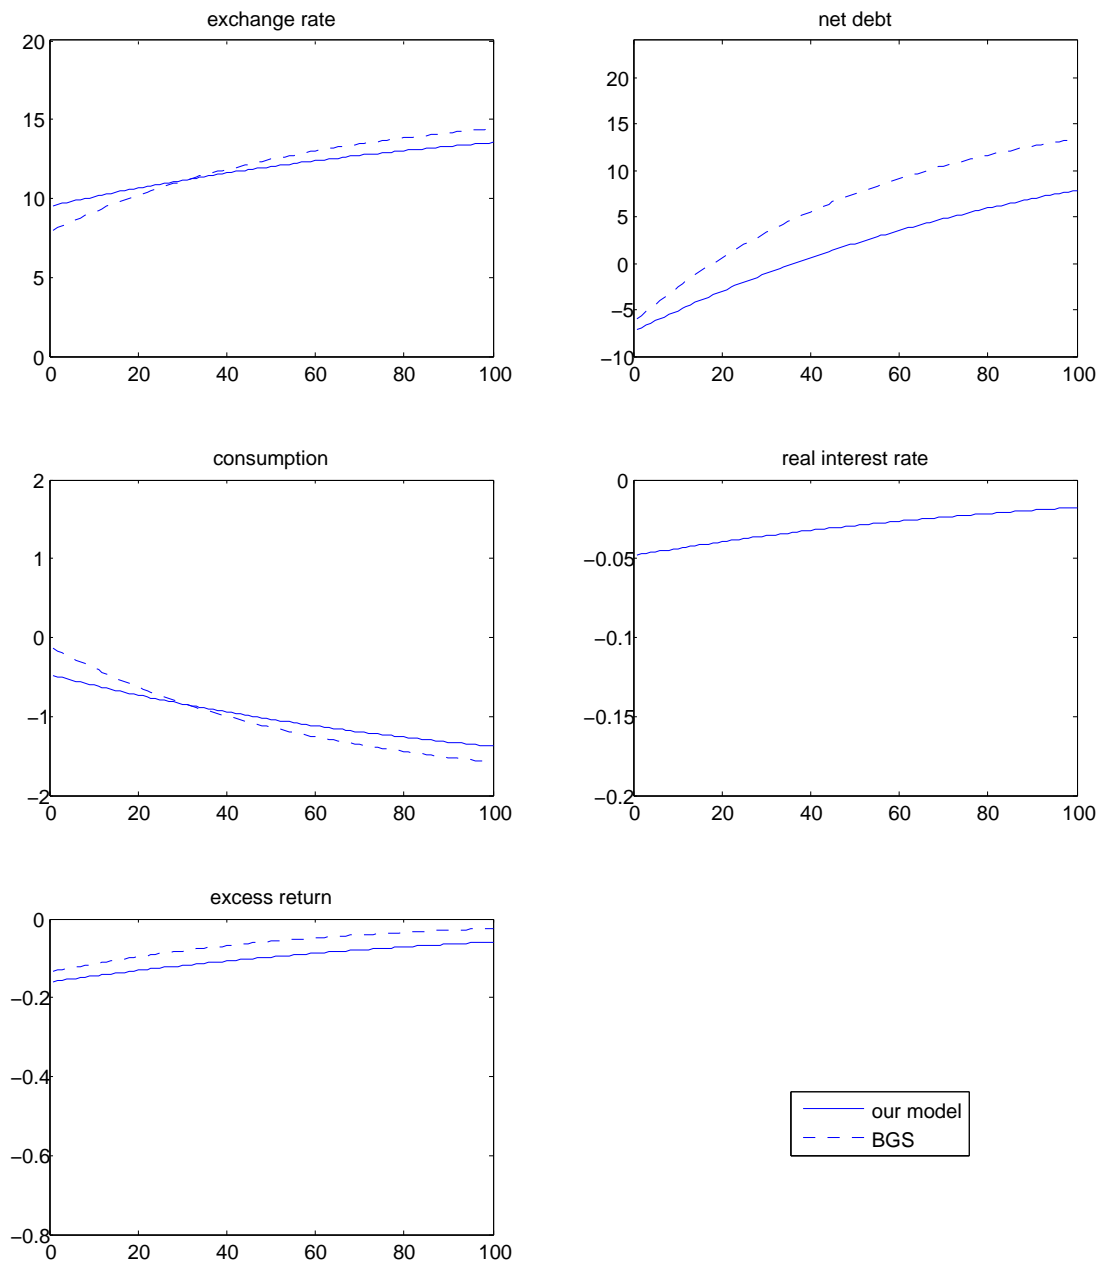 exchange rate
20
15
10
5
0
0 20 40 60 80 100
net debt
20
15
10
5
0
−5
−10
0 20 40 60 80 100
consumption
2
1
0
−1
−2
0 20 40 60 80 100
real interest rate
0
−0.05
−0.1
−0.15
−0.2
0 20 40 60 80 100
excess return
0
−0.2
−0.4
−0.6
−0.8
0 20 40 60 80 100
our model
BGS